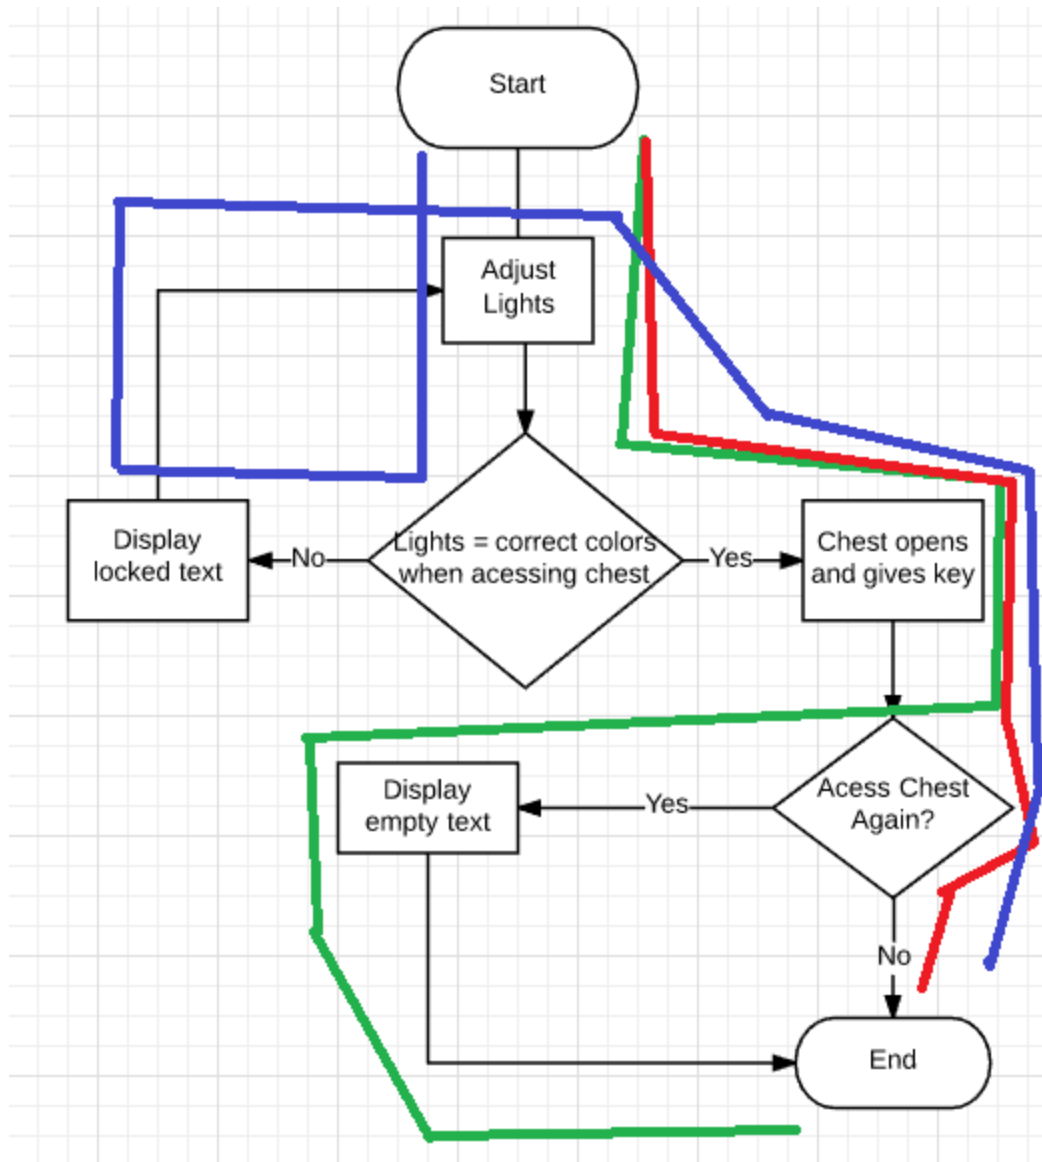 Start
Adjust
Lights
Lights = correct colors
when acessing chest
No
Display
locked text
Yes
Chest opens
and gives key
Acess Chest
Again?
Yes
Display
empty text
No
End